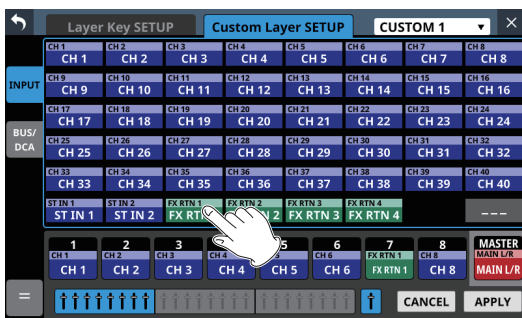 Layer Key SETUP Custom Layer SETUP CUSTOM 1 ▼ ×
CH 1 CH 2 CH 3 CH 4 CH 5 CH 6 CH 7 CH 8
CH 1 CH 2 CH 3 CH 4 CH 5 CH 6 CH 7 CH 8
INPUT
CH 9 CH 10 CH 11 CH 12 CH 13 CH 14 CH 15 CH 16
CH 9 CH 10 CH 11 CH 12 CH 13 CH 14 CH 15 CH 16
CH 17 CH 18 CH 19 CH 20 CH 21 CH 22 CH 23 CH 24
CH 17 CH 18 CH 19 CH 20 CH 21 CH 22 CH 23 CH 24
BUS/
DCA
CH 25 CH 26 CH 27 CH 28 CH 29 CH 30 CH 31 CH 32
CH 25 CH 26 CH 27 CH 28 CH 29 CH 30 CH 31 CH 32
CH 33 CH 34 CH 35 CH 36 CH 37 CH 38 CH 39 CH 40
CH 33 CH 34 CH 35 CH 36 CH 37 CH 38 CH 39 CH 40
ST IN 1 ST IN 2 FX RTN 1 FX RTN 2 FX RTN 3 FX RTN 4
ST IN 1 ST IN 2 FX 2 FX RTN 3 FX RTN 4 ---
1 2 3 5 6 7 8 MASTER
CH 1 CH 2 CH 3 CH 4 CH 6 FX RTN 1 CH 8 MAIN L/R
CH 1 CH 2 CH 3 CH 4 CH 5 CH 6 FX RTN 1 CH 8 MAIN L/R
CANCEL APPLY